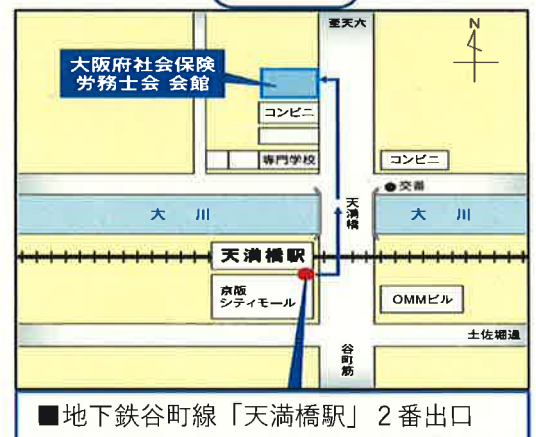 至天六
N
大阪府社会保険
労務士会 会館
コンビニ
専門学校
コンビニ
交番
大 川
天満橋
大 川
天満橋駅
京阪
シティモール
OMMビル
土佐堀通
谷町筋
■地下鉄谷町線「天満橋駅」2番出口